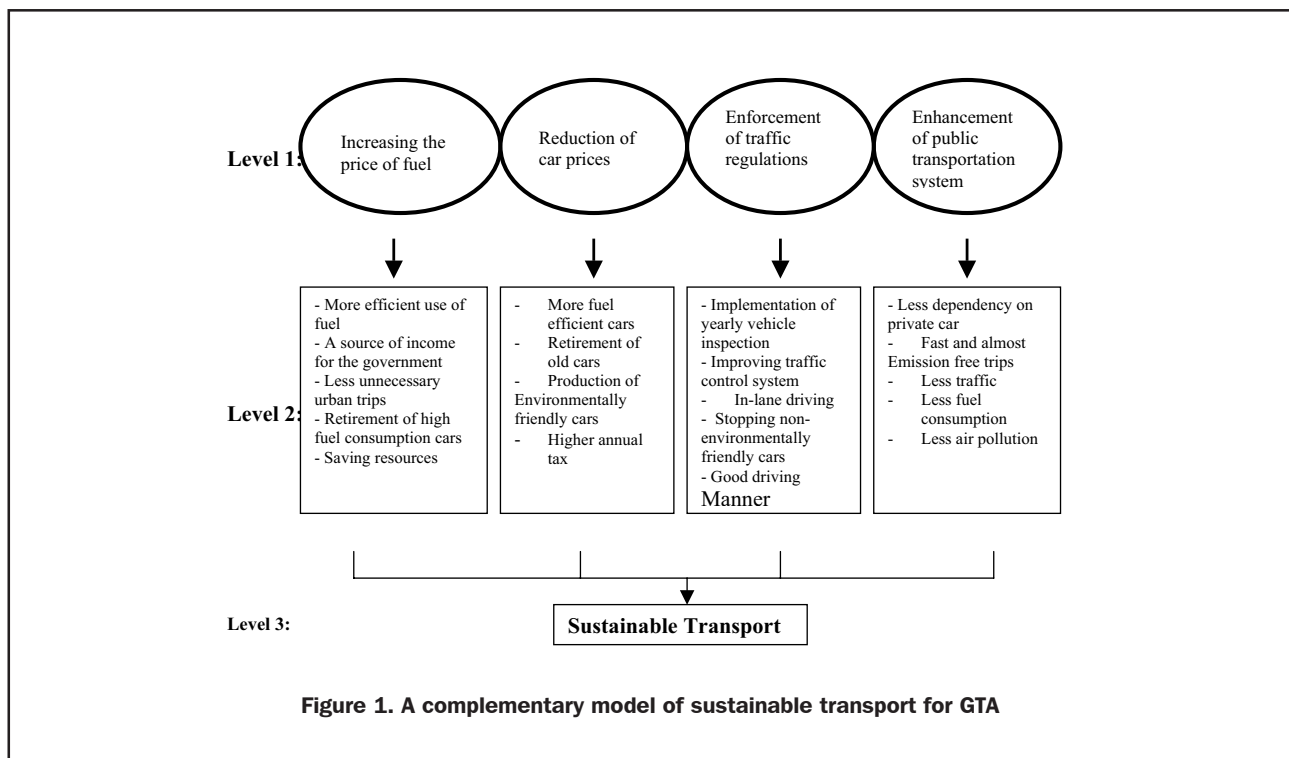 Level 1:
Increasing the
price of fuel
Reduction of
car prices
Enforcement
of traffic
regulations
Enhancement
of public
transportation
system
Level 2:
- More efficient use of
fuel
- A source of income
for the government
- Less unnecessary
urban trips
- Retirement of high
fuel consumption cars
- Saving resources
- More fuel
efficient cars
- Retirement of
old cars
- Production of
Environmentally
friendly cars
- Higher annual
tax
- Implementation of
yearly vehicle
inspection
- Improving traffic
control system
- In-lane driving
- Stopping non-
environmentally
friendly cars
- Good driving
Manner
- Less dependency on
private car
- Fast and almost
Emission free trips
- Less traffic
- Less fuel
consumption
- Less air pollution
Level 3:
Sustainable Transport
Figure 1. A complementary model of sustainable transport for GTA